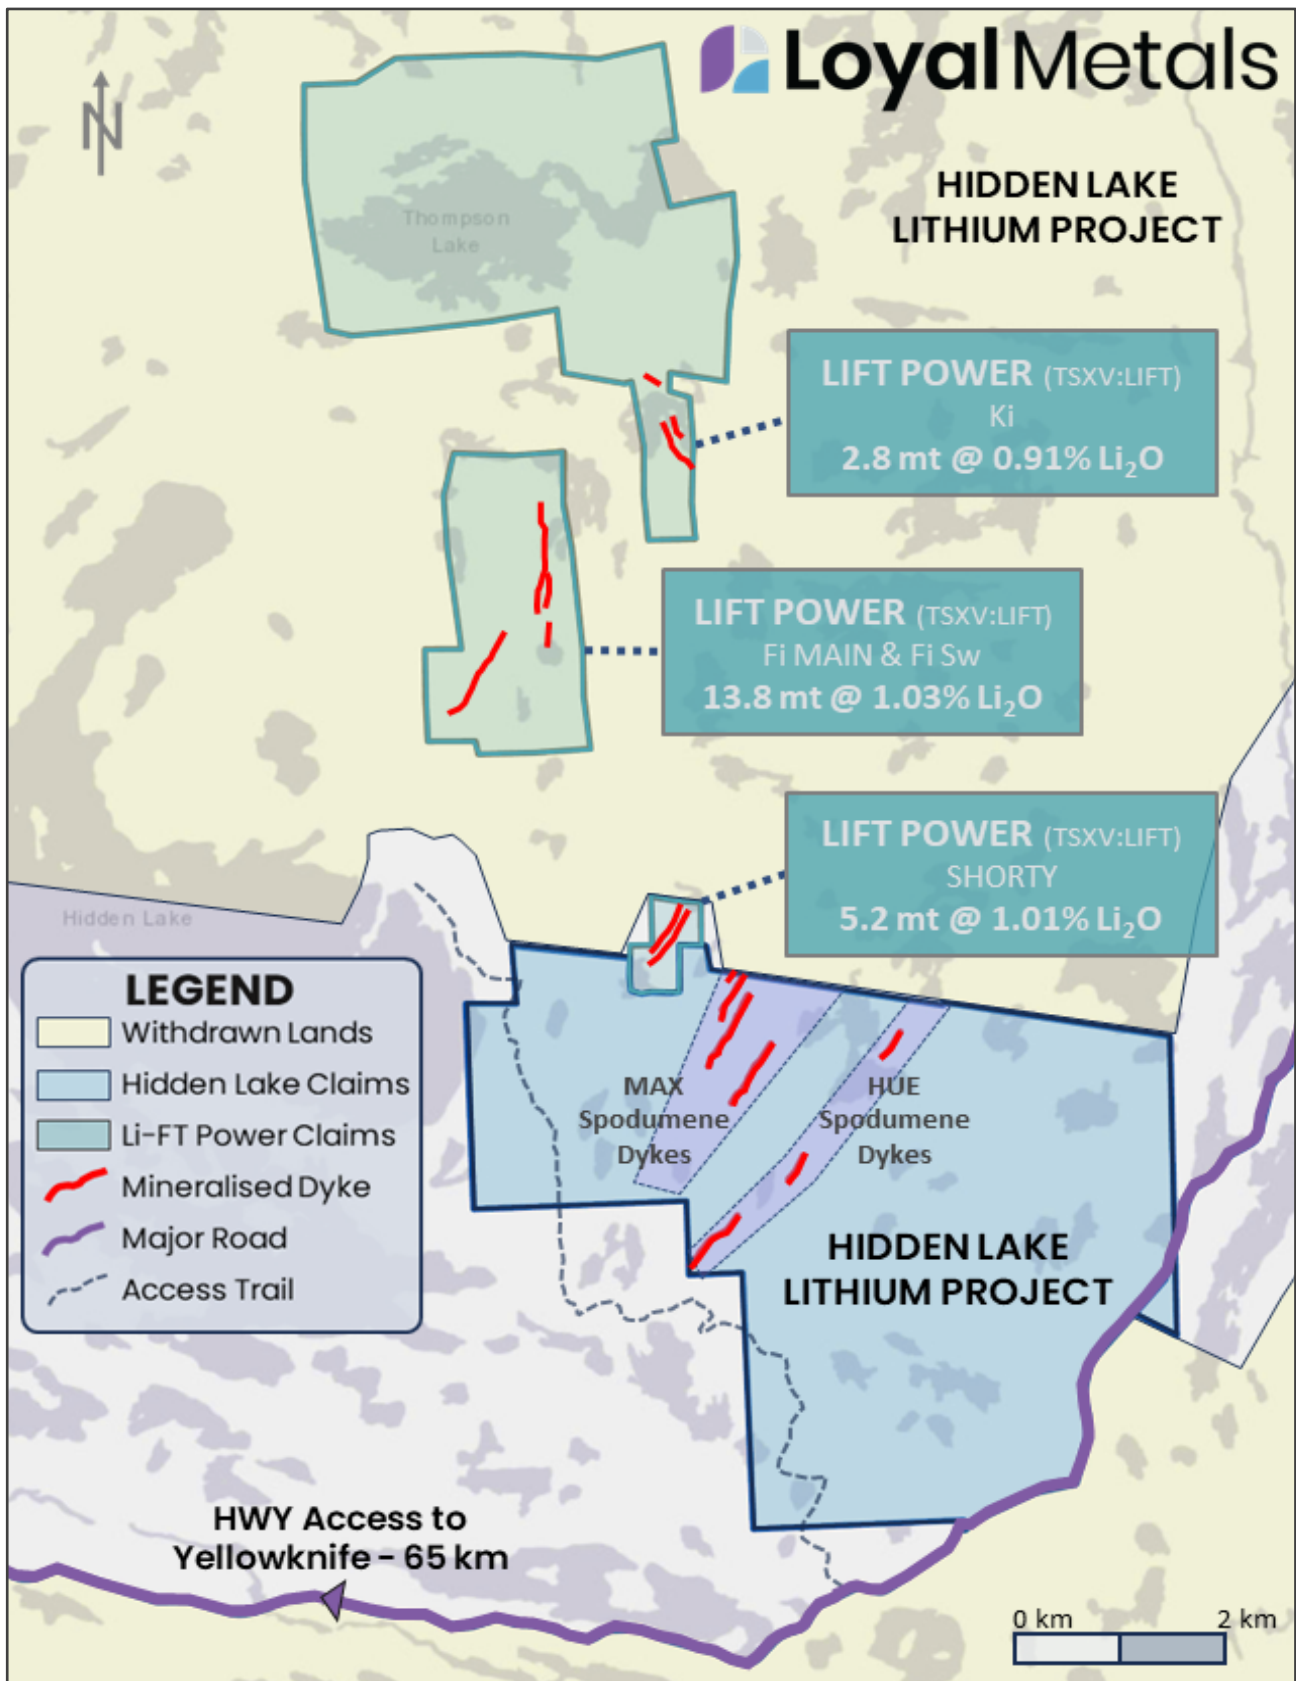 N
Loyal Metals
HIDDEN LAKE
LITHIUM PROJECT
Thompson
Lake
LIFT POWER (TSXV:LIFT)
Ki
2.8 mt @ 0.91% Li₂O
LIFT POWER (TSXV:LIFT)
Fi MAIN & Fi Sw
13.8 mt @ 1.03% Li₂O
LIFT POWER (TSXV:LIFT)
SHORTY
5.2 mt @ 1.01% Li₂O
Hidden Lake
LEGEND
Withdrawn Lands
Hidden Lake Claims
Li-FT Power Claims
Mineralised Dyke
Major Road
Access Trail
MAX
Spodumene
Dykes
HUE
Spodumene
Dykes
HIDDEN LAKE
LITHIUM PROJECT
HWY Access to
Yellowknife - 65 km
0 km 2 km